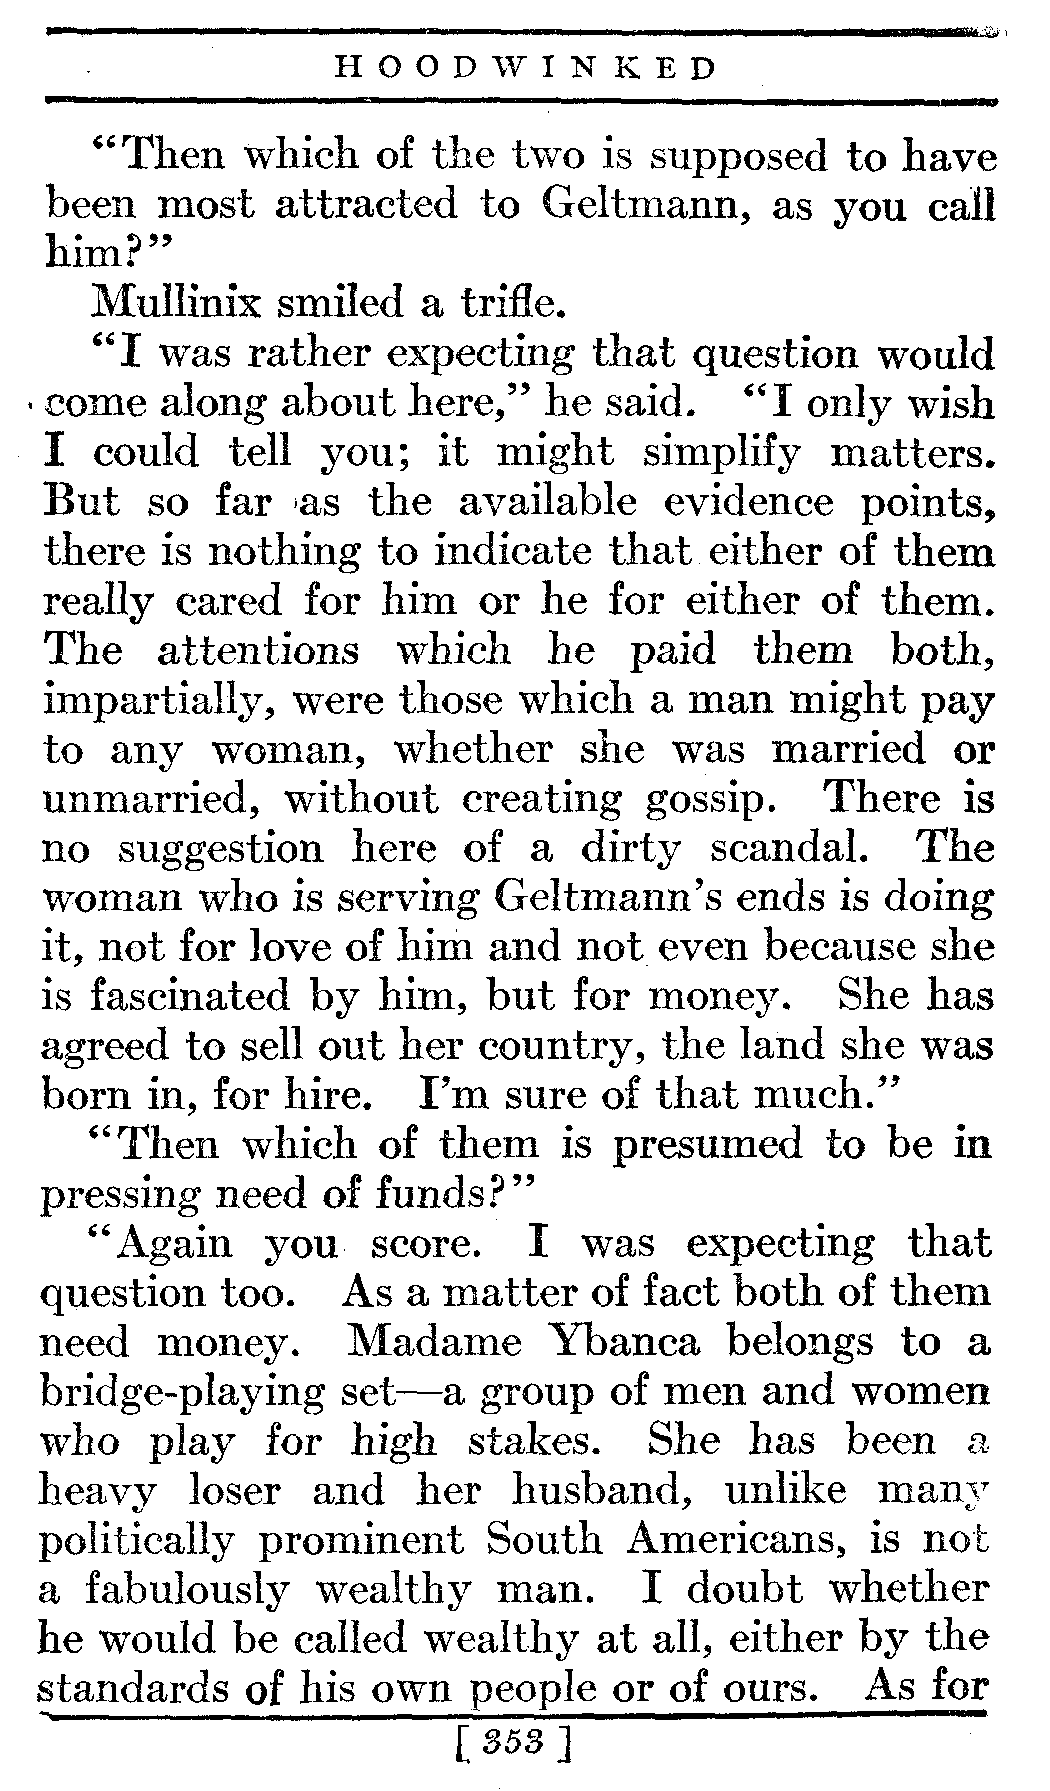 HOODWINKED
“Then which of the two is supposed to have
been most attracted to Geltmann, as you call
him?”
Mullinix smiled a trifle.
“I was rather expecting that question would
come along about here,” he said. “I only wish
I could tell you; it might simplify matters.
But so far as the available evidence points,
there is nothing to indicate that either of them
really cared for him or he for either of them.
The attentions which he paid them both,
impartially, were those which a man might pay
to any woman, whether she was married or
unmarried, without creating gossip. There is
no suggestion here of a dirty scandal. The
woman who is serving Geltmann’s ends is doing
it, not for love of him and not even because she
is fascinated by him, but for money. She has
agreed to sell out her country, the land she was
born in, for hire. I’m sure of that much.”
“Then which of them is presumed to be in
pressing need of funds?”
“Again you score. I was expecting that
question too. As a matter of fact both of them
need money. Madame Ybanca belongs to a
bridge-playing set—a group of men and women
who play for high stakes. She has been a
heavy loser and her husband, unlike many
politically prominent South Americans, is not
a fabulously wealthy man. I doubt whether
he would be called wealthy at all, either by the
standards of his own people or of ours. As for
[ 353 ]